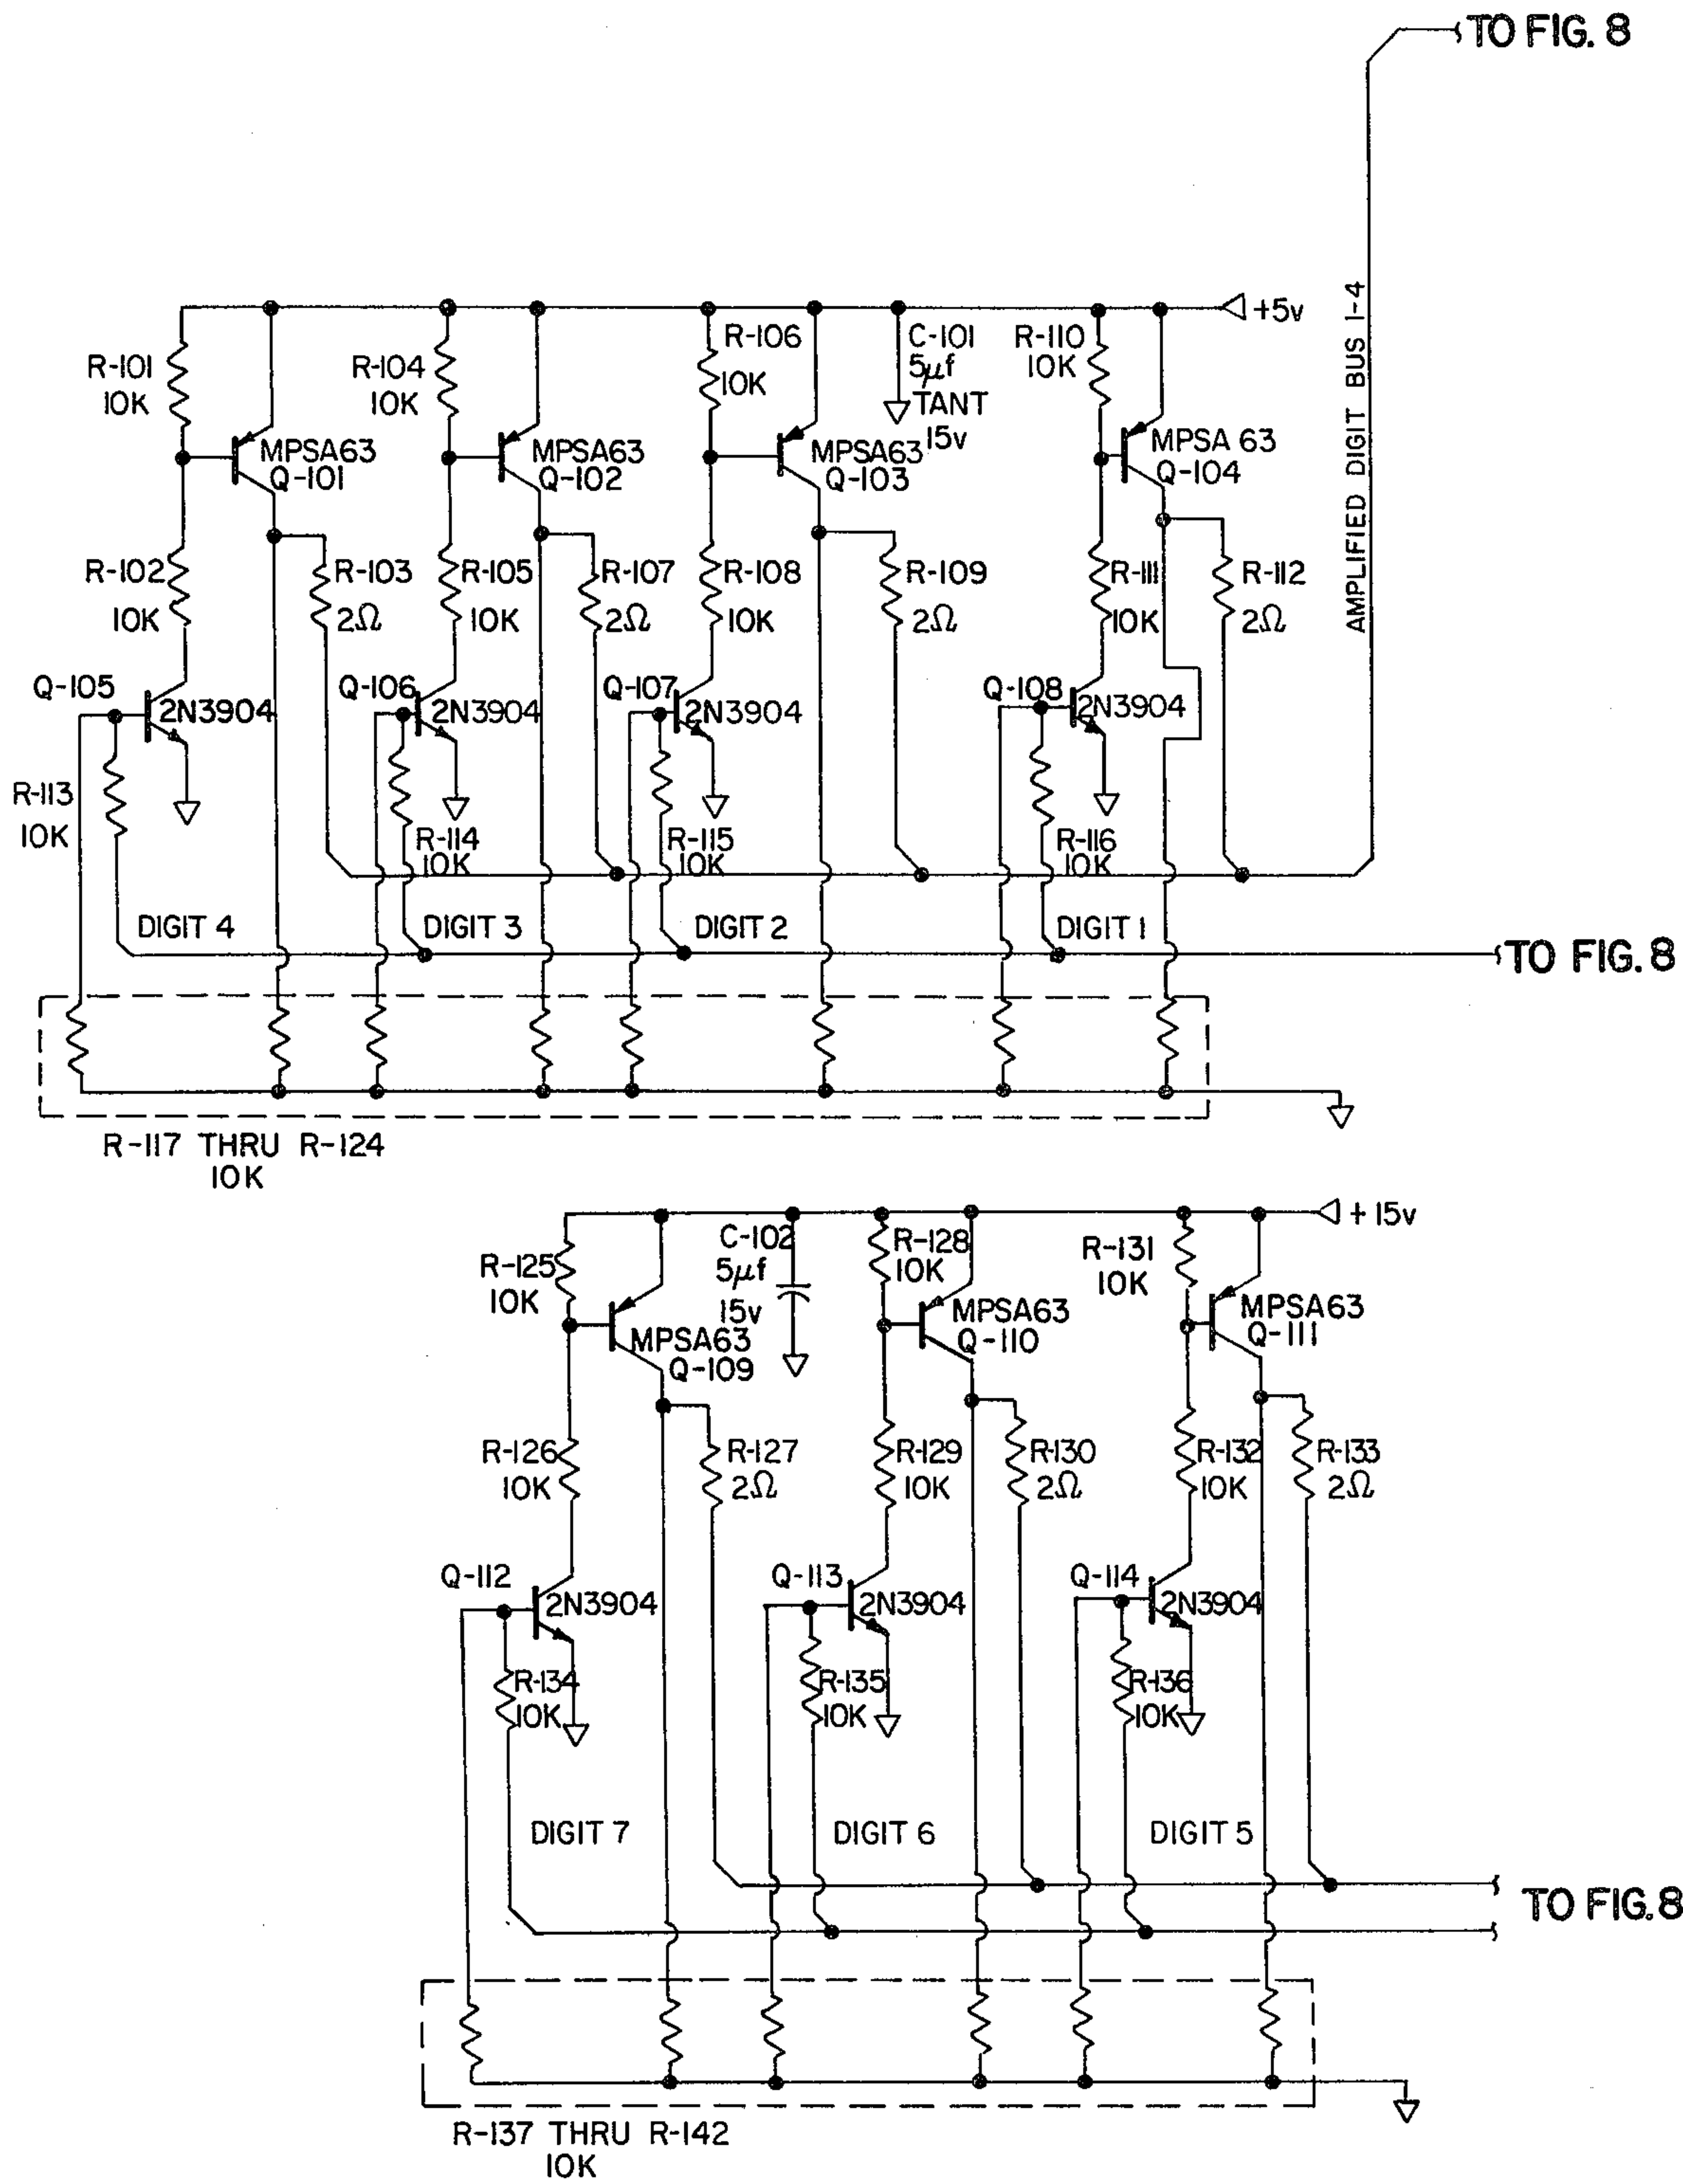 TO FIG. 8
AMPLIFIED DIGIT BUS 1-4
+5v
R-101
10K
R-104
10K
R-106
10K
C-101
5µf
TANT
15v
R-110
10K
MPSA63
Q-101
MPSA63
Q-102
MPSA63
Q-103
MPSA 63
Q-104
R-102
10K
R-103
2Ω
R-105
10K
R-107
2Ω
R-108
10K
R-109
2Ω
R-111
10K
R-112
2Ω
Q-105
2N3904
Q-106
2N3904
Q-107
2N3904
Q-108
2N3904
R-113
10K
R-114
10K
R-115
10K
R-116
10K
DIGIT 4
DIGIT 3
DIGIT 2
DIGIT 1
TO FIG. 8
R-117 THRU R-124
10K
+15v
R-125
10K
C-102
5µf
15v
R-128
10K
R-131
10K
MPSA63
Q-109
MPSA63
Q-110
MPSA63
Q-111
R-126
10K
R-127
2Ω
R-129
10K
R-130
2Ω
R-132
10K
R-133
2Ω
Q-112
2N3904
Q-113
2N3904
Q-114
2N3904
R-134
10K
R-135
10K
R-136
10K
DIGIT 7
DIGIT 6
DIGIT 5
TO FIG. 8
R-137 THRU R-142
10K